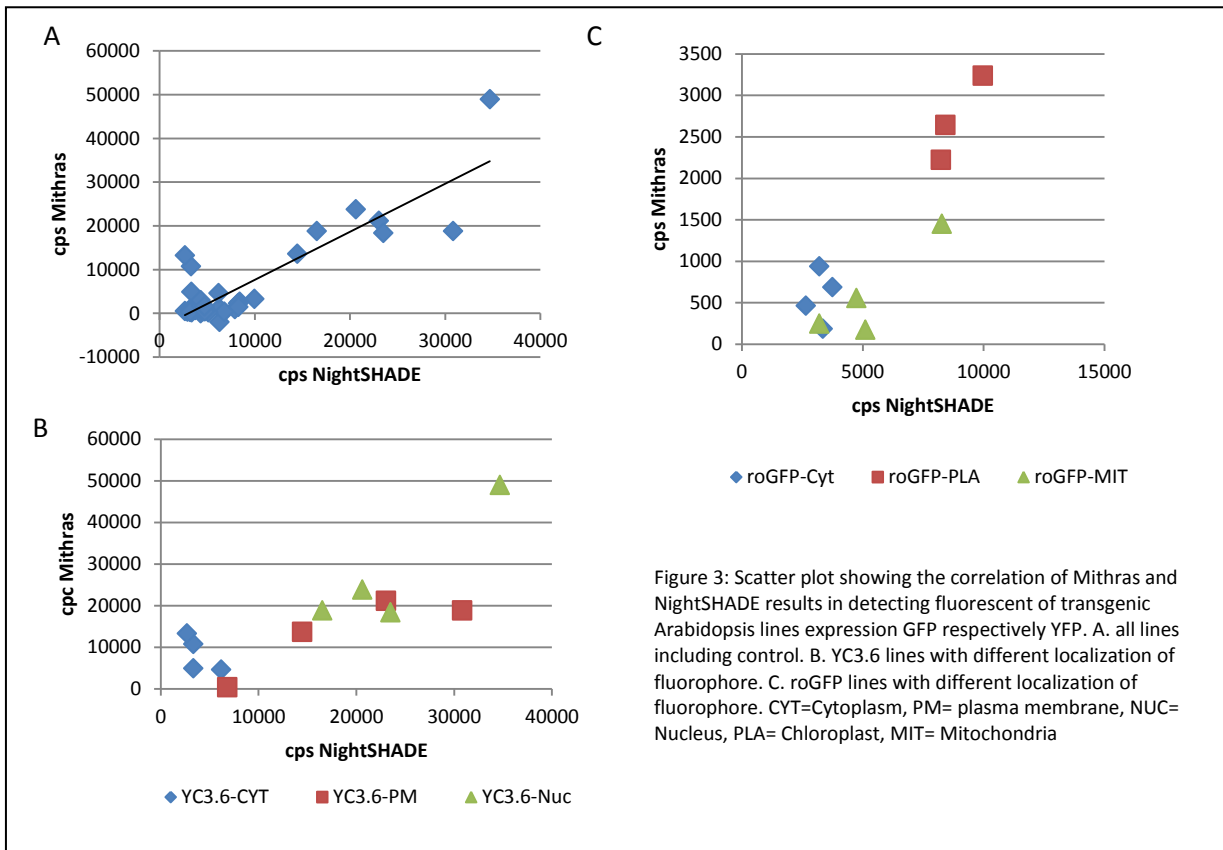 A
60000
50000
40000
30000
20000
10000
0
-10000
cps Mithras
0 10000 20000 30000 40000
cps NightSHADE
B
60000
50000
40000
30000
20000
10000
0
cpc Mithras
0 10000 20000 30000 40000
cps NightSHADE
YC3.6-CYT YC3.6-PM YC3.6-Nuc
C
3500
3000
2500
2000
1500
1000
500
0
cps Mithras
0 5000 10000 15000
cps NightSHADE
roGFP-Cyt roGFP-PLA roGFP-MIT
Figure 3: Scatter plot showing the correlation of Mithras and
NightSHADE results in detecting fluorescent of transgenic
Arabidopsis lines expression GFP respectively YFP. A. all lines
including control. B. YC3.6 lines with different localization of
fluorophore. C. roGFP lines with different localization of
fluorophore. CYT=Cytoplasm, PM= plasma membrane, NUC=
Nucleus, PLA= Chloroplast, MIT= Mitochondria